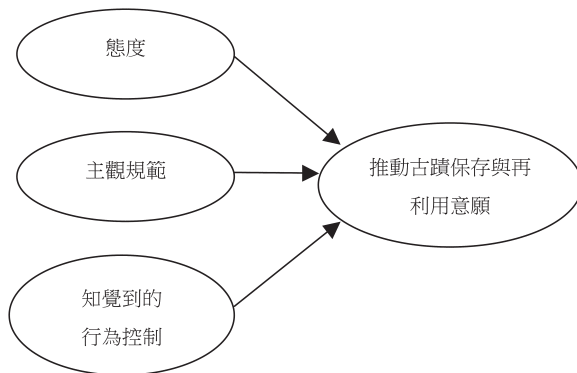 態度
主觀規範
推動古蹟保存與再
利用意願
知覺到的
行為控制